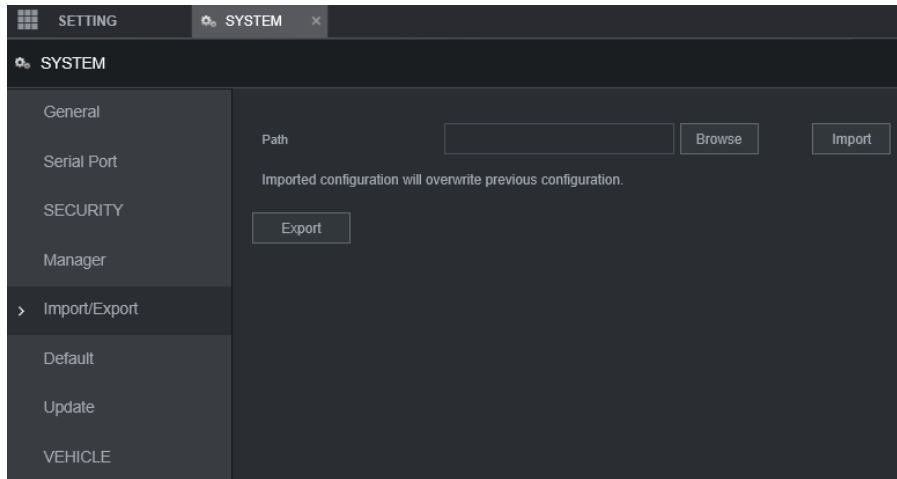 SETTING SYSTEM ×
SYSTEM
General
Serial Port
SECURITY
Manager
> Import/Export
Default
Update
VEHICLE
Path Browse Import
Imported configuration will overwrite previous configuration.
Export